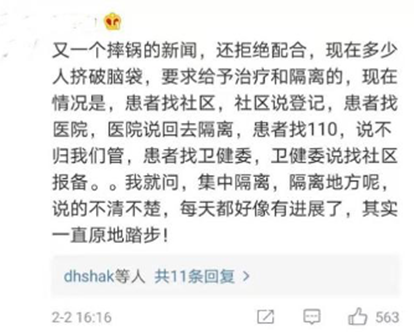 又一个摔锅的新闻，还拒绝配合，现在多少
人挤破脑袋，要求给予治疗和隔离的，现在
情况是，患者找社区，社区说登记，患者找
医院，医院说回去隔离，患者找110，说不
归我们管，患者找卫健委，卫健委说找社区
报备。。我就问，集中隔离，隔离地方呢，
说的不清不楚，每天都好像有进展了，其实
一直原地踏步！
dhshak等人 共11条回复 >
2-2 16:16 563